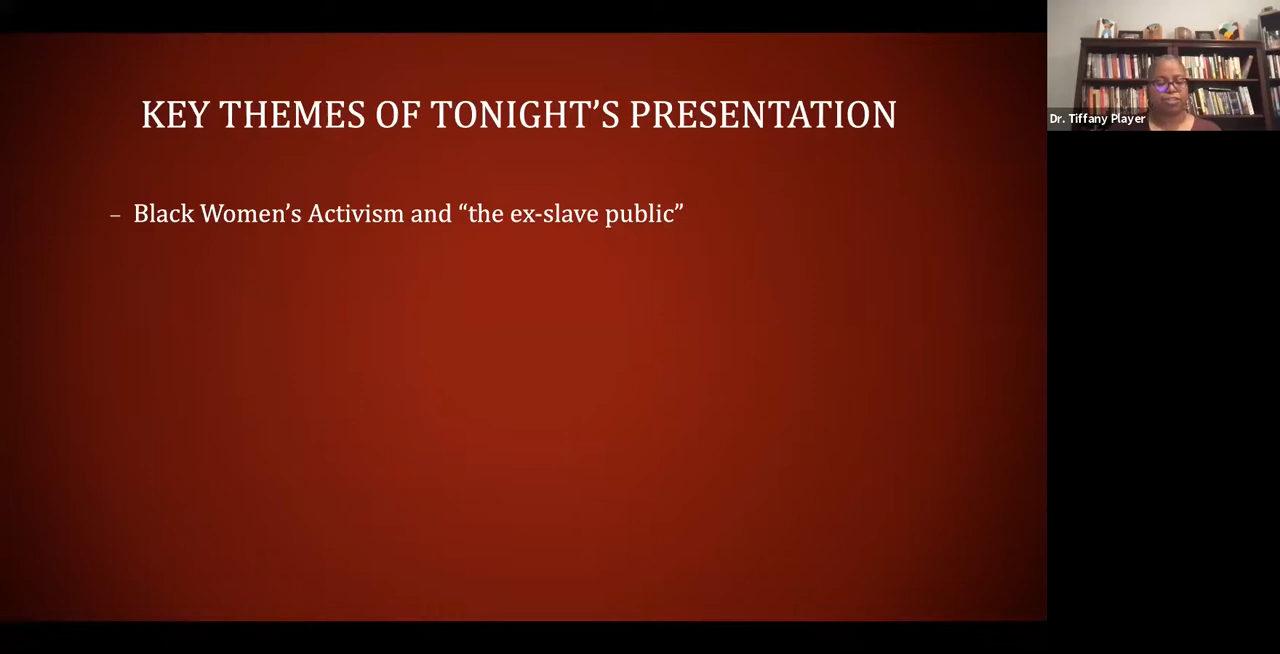 KEY THEMES OF TONIGHT’S PRESENTATION
– Black Women’s Activism and “the ex-slave public”
Dr. Tiffany Player